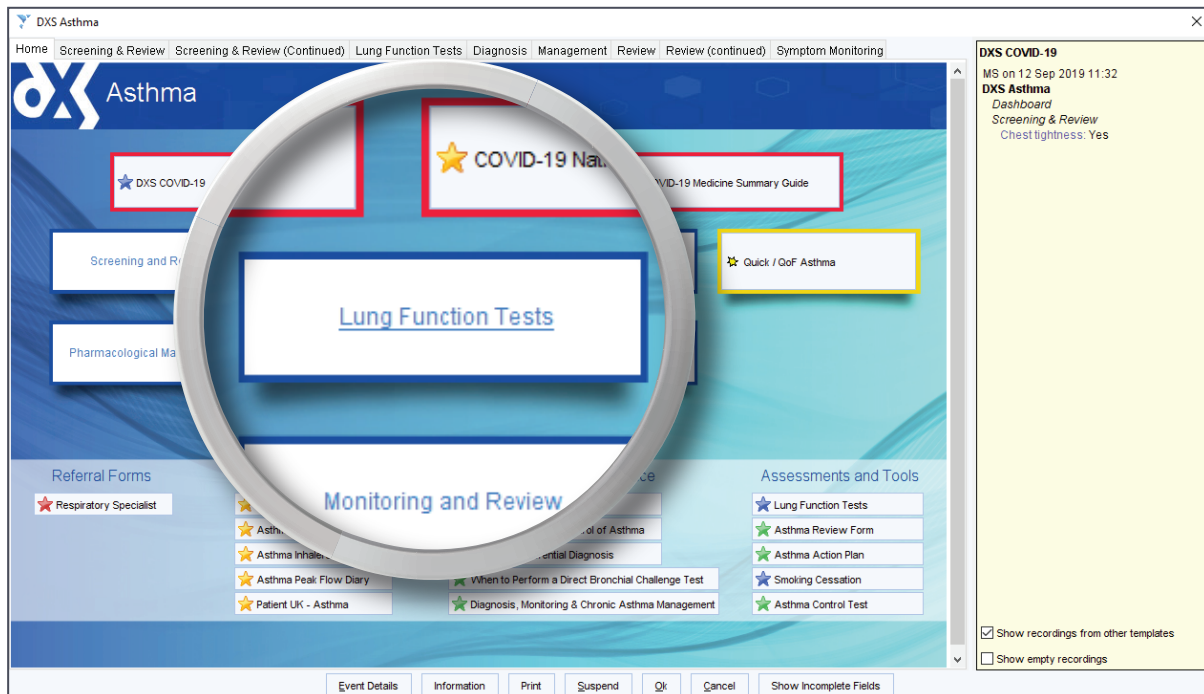 DXS Asthma
Home Screening & Review Screening & Review (Continued) Lung Function Tests Diagnosis Management Review Review (continued) Symptom Monitoring
dXS Asthma
DXS COVID-19
COVID-19
COVID-19 Medicine Summary Guide
Screening and
Lung Function Tests
Quick / QoF Asthma
Pharmacological
Monitoring and Review
Referral Forms
Assessments and Tools
Respiratory Specialist
Lung Function Tests
of Asthma
Asthma Review Form
Asthma Inhaler
Diagnosis
Asthma Action Plan
Asthma Peak Flow Diary
When to Perform a Direct Bronchial Challenge Test
Smoking Cessation
Patient UK - Asthma
Diagnosis, Monitoring & Chronic Asthma Management
Asthma Control Test
Event Details Information Print Suspend Ok Cancel Show Incomplete Fields
DXS COVID-19
MS on 12 Sep 2019 11:32
DXS Asthma
Dashboard
Screening & Review
Chest tightness: Yes
Show recordings from other templates
Show empty recordings